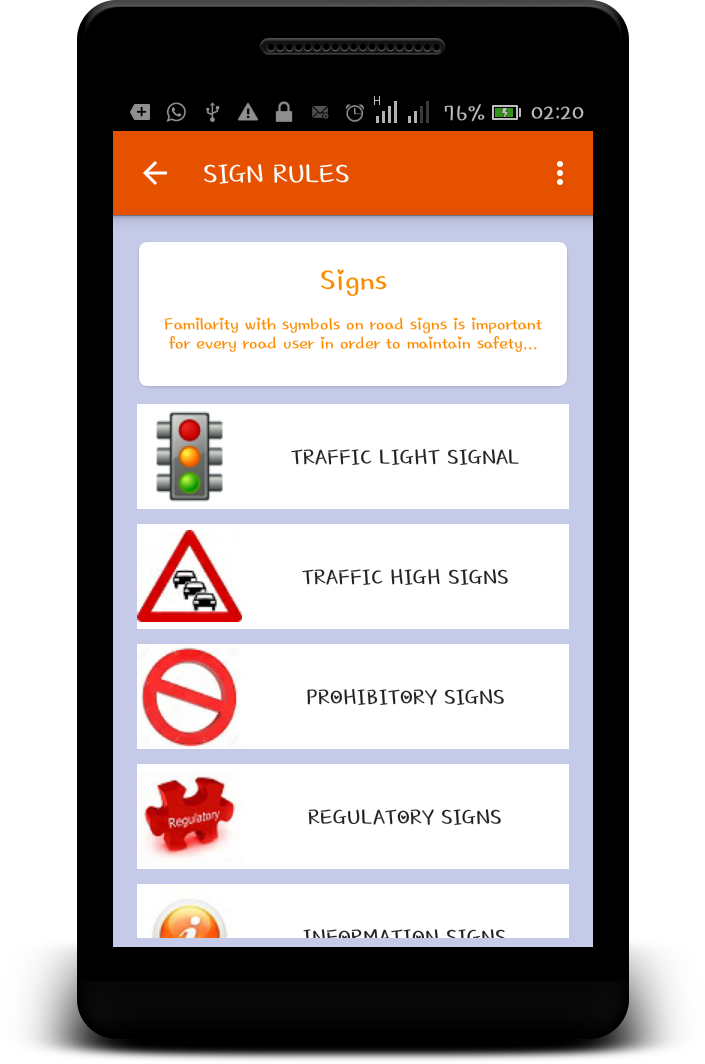 H
76% 02:20
SIGN RULES
Signs
Familarity with symbols on road signs is important
for every road user in order to maintain safety...
TRAFFIC LIGHT SIGNAL
TRAFFIC HIGH SIGNS
PROHIBITORY SIGNS
Regulatory
REGULATORY SIGNS
i
INFORMATION SIGNS